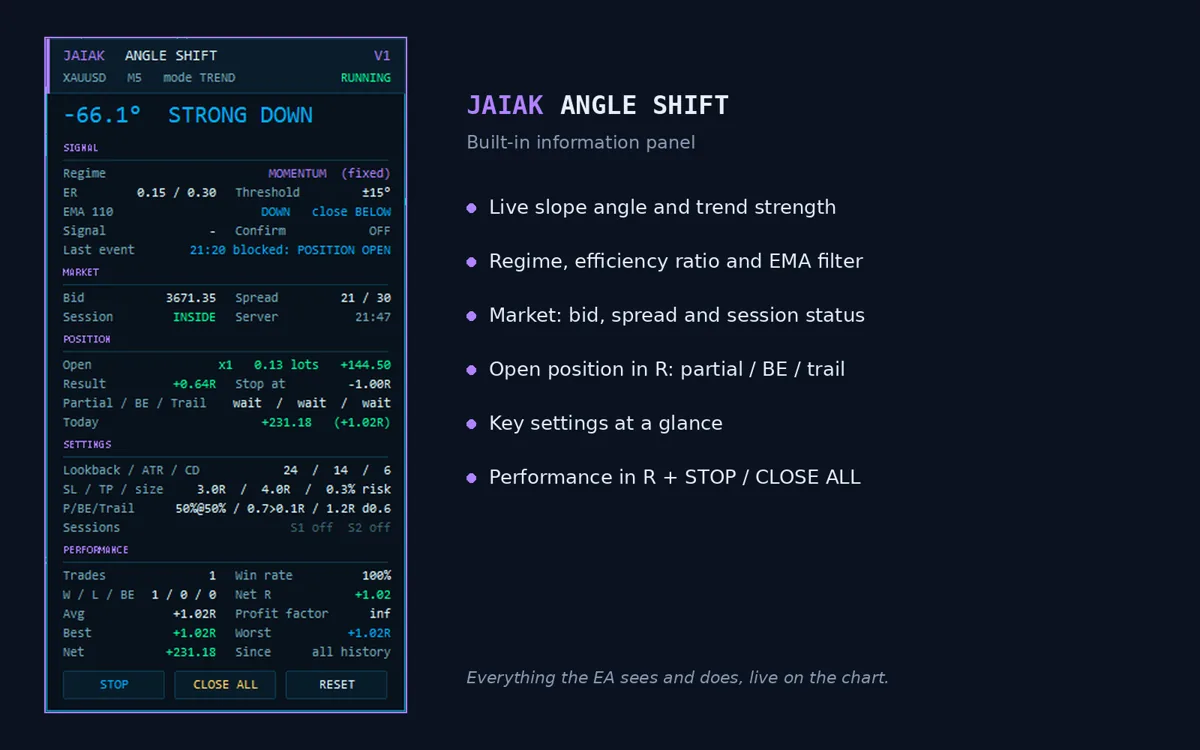 JAIAK ANGLE SHIFT V1
XAUUSD M5 mode TREND RUNNING
-66.1° STRONG DOWN
SIGNAL
Regime MOMENTUM (fixed)
ER 0.15 / 0.30 Threshold ±15°
EMA 110 DOWN close BELOW
Signal - Confirm OFF
Last event 21:20 blocked: POSITION OPEN
MARKET
Bid 3671.35 Spread 21 / 30
Session INSIDE Server 21:47
POSITION
Open x1 0.13 lots +144.50
Result +0.64R Stop at -1.00R
Partial / BE / Trail wait / wait / wait
Today +231.18 (+1.02R)
SETTINGS
Lookback / ATR / CD 24 / 14 / 6
SL / TP / size 3.0R / 4.0R / 0.3% risk
P/BE/Trail 50%@50% / 0.7>0.1R / 1.2R d0.6
Sessions S1 off S2 off
PERFORMANCE
Trades 1 Win rate 100%
W / L / BE 1 / 0 / 0 Net R +1.02
Avg +1.02R Profit factor inf
Best +1.02R Worst +1.02R
Net +231.18 Since all history
STOP CLOSE ALL RESET
JAIAK ANGLE SHIFT
Built-in information panel
Live slope angle and trend strength
Regime, efficiency ratio and EMA filter
Market: bid, spread and session status
Open position in R: partial / BE / trail
Key settings at a glance
Performance in R + STOP / CLOSE ALL
Everything the EA sees and does, live on the chart.